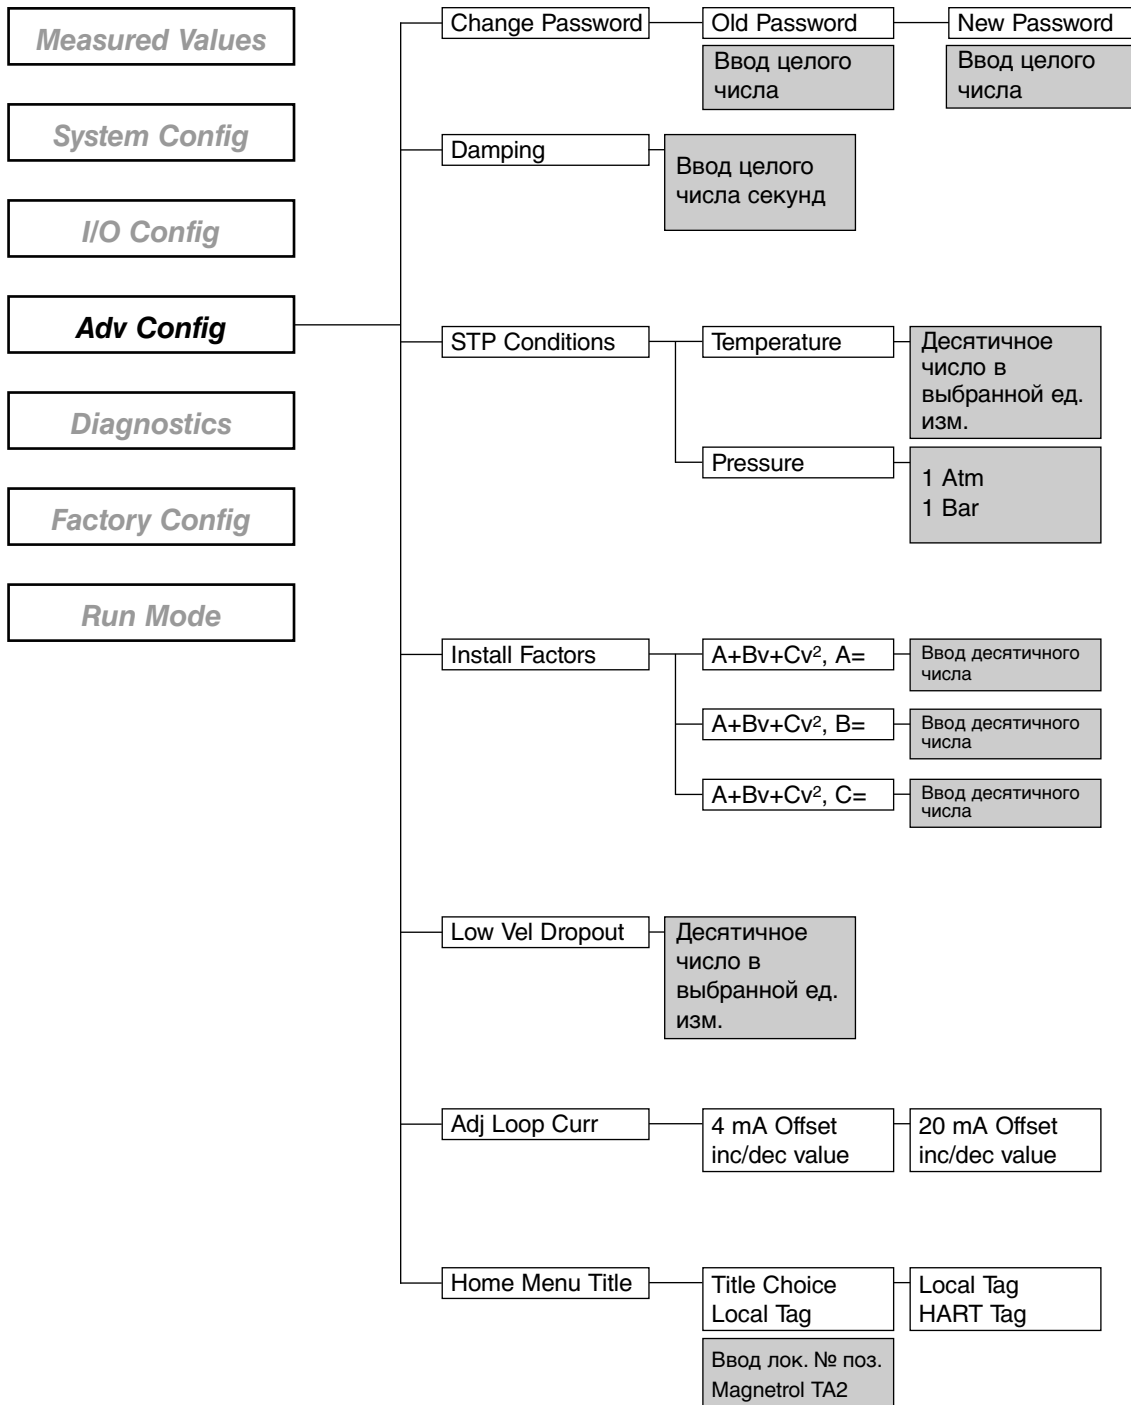 Measured Values
System Config
I/O Config
Adv Config
Diagnostics
Factory Config
Run Mode
Change Password
Old Password
New Password
Ввод целого
числа
Ввод целого
числа
Damping
Ввод целого
числа секунд
STP Conditions
Temperature
Десятичное
число в
выбранной ед.
изм.
Pressure
1 Atm
1 Bar
Install Factors
A+Bv+Cv², A=
Ввод десятичного
числа
A+Bv+Cv², B=
Ввод десятичного
числа
A+Bv+Cv², C=
Ввод десятичного
числа
Low Vel Dropout
Десятичное
число в
выбранной ед.
изм.
Adj Loop Curr
4 mA Offset
inc/dec value
20 mA Offset
inc/dec value
Home Menu Title
Title Choice
Local Tag
Local Tag
HART Tag
Ввод лок. № поз.
Magnetrol TA2